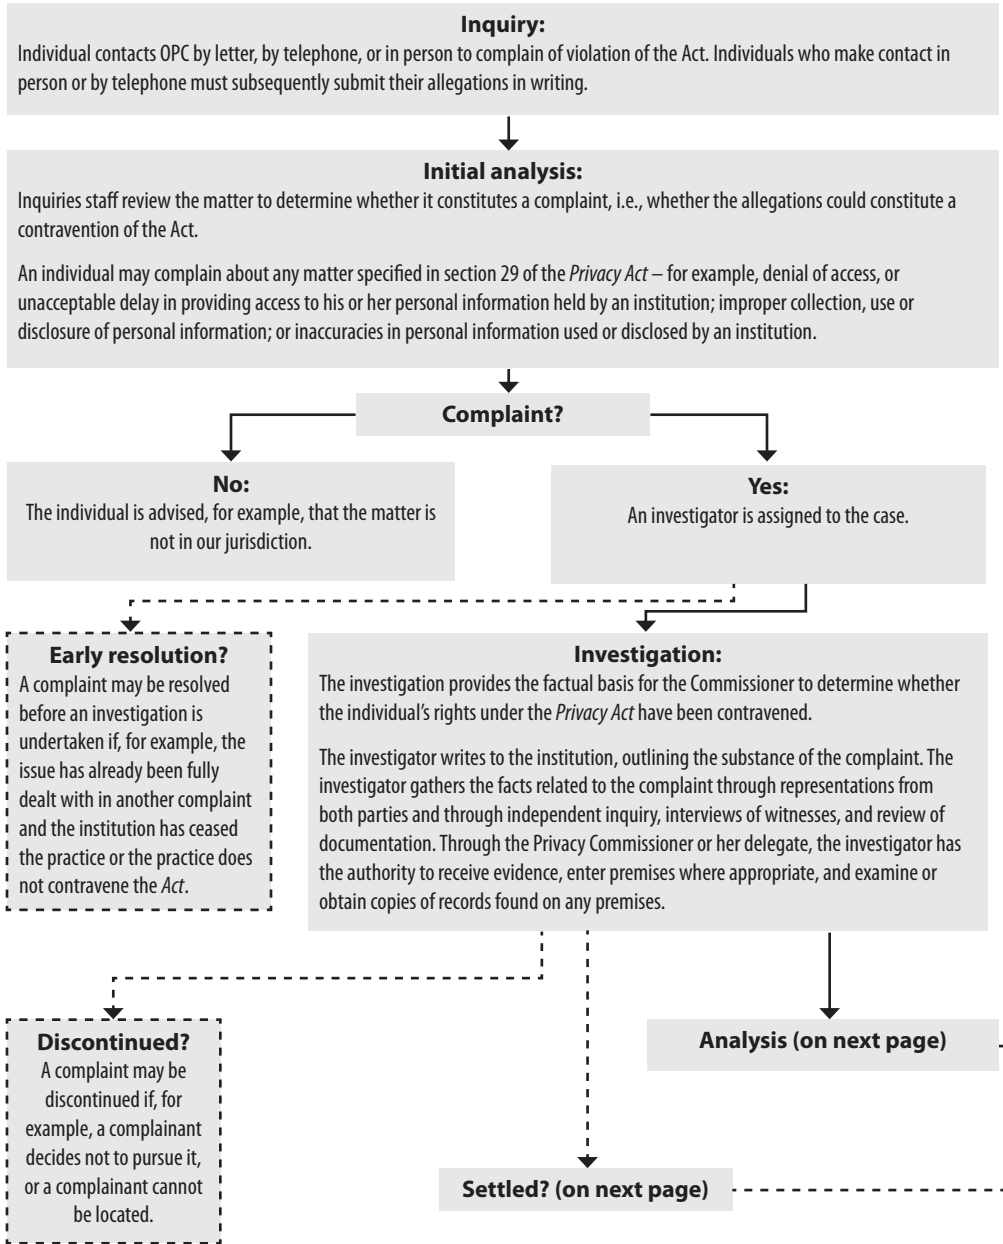 Inquiry:
Individual contacts OPC by letter, by telephone, or in person to complain of violation of the Act. Individuals who make contact in
person or by telephone must subsequently submit their allegations in writing.
Initial analysis:
Inquiries staff review the matter to determine whether it constitutes a complaint, i.e., whether the allegations could constitute a
contravention of the Act.
An individual may complain about any matter specified in section 29 of the Privacy Act – for example, denial of access, or
unacceptable delay in providing access to his or her personal information held by an institution; improper collection, use or
disclosure of personal information; or inaccuracies in personal information used or disclosed by an institution.
Complaint?
No:
The individual is advised, for example, that the matter is
not in our jurisdiction.
Yes:
An investigator is assigned to the case.
Early resolution?
A complaint may be resolved
before an investigation is
undertaken if, for example, the
issue has already been fully
dealt with in another complaint
and the institution has ceased
the practice or the practice does
not contravene the Act.
Investigation:
The investigation provides the factual basis for the Commissioner to determine whether
the individual’s rights under the Privacy Act have been contravened.
The investigator writes to the institution, outlining the substance of the complaint. The
investigator gathers the facts related to the complaint through representations from
both parties and through independent inquiry, interviews of witnesses, and review of
documentation. Through the Privacy Commissioner or her delegate, the investigator has
the authority to receive evidence, enter premises where appropriate, and examine or
obtain copies of records found on any premises.
Discontinued?
A complaint may be
discontinued if, for
example, a complainant
decides not to pursue it,
or a complainant cannot
be located.
Analysis (on next page)
Settled? (on next page)